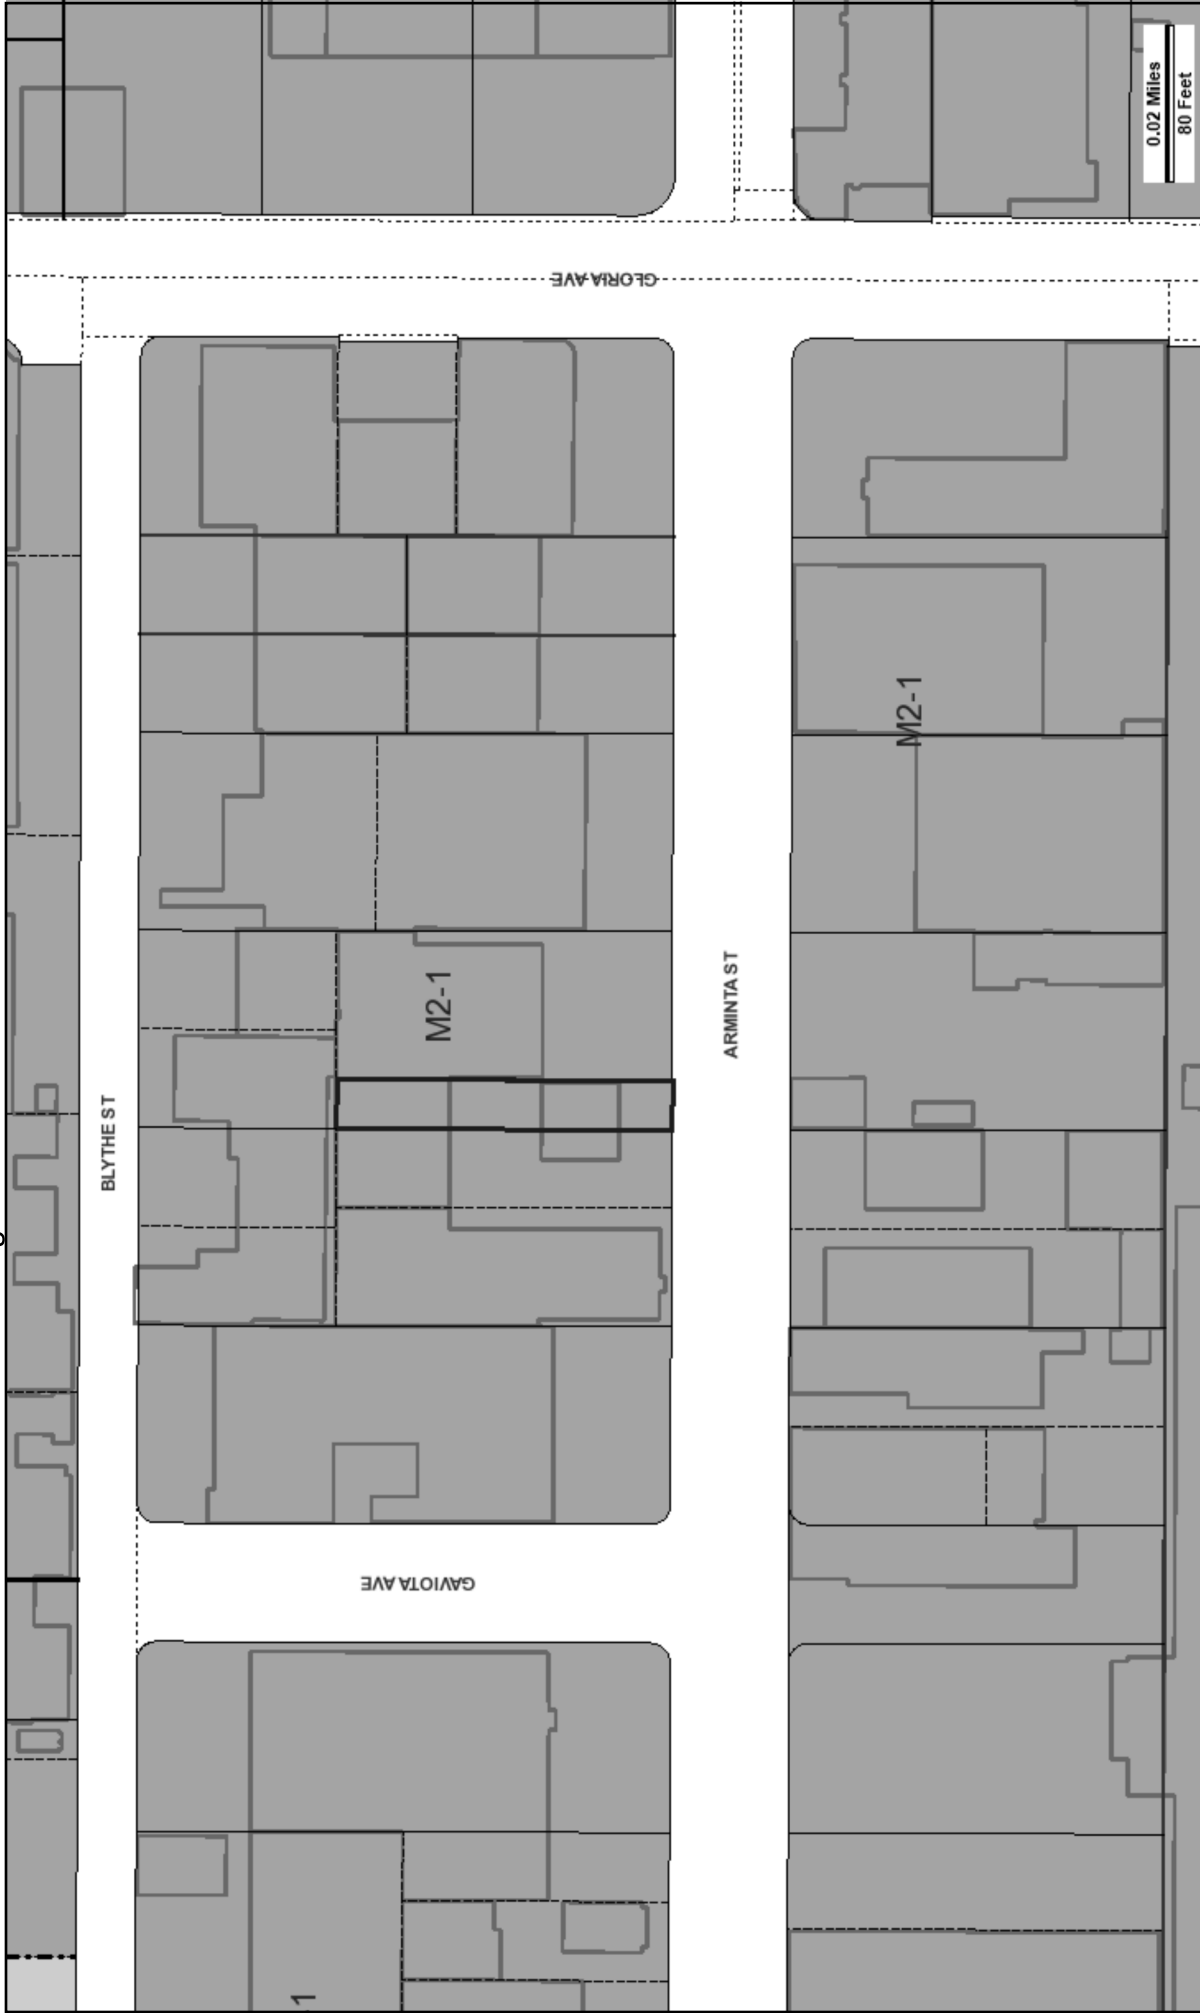 0.02 Miles
80 Feet
GLORIA AVE
M2-1
M2-1
ARMINTA ST
BLYTHE ST
GAVIOTA AVE
1